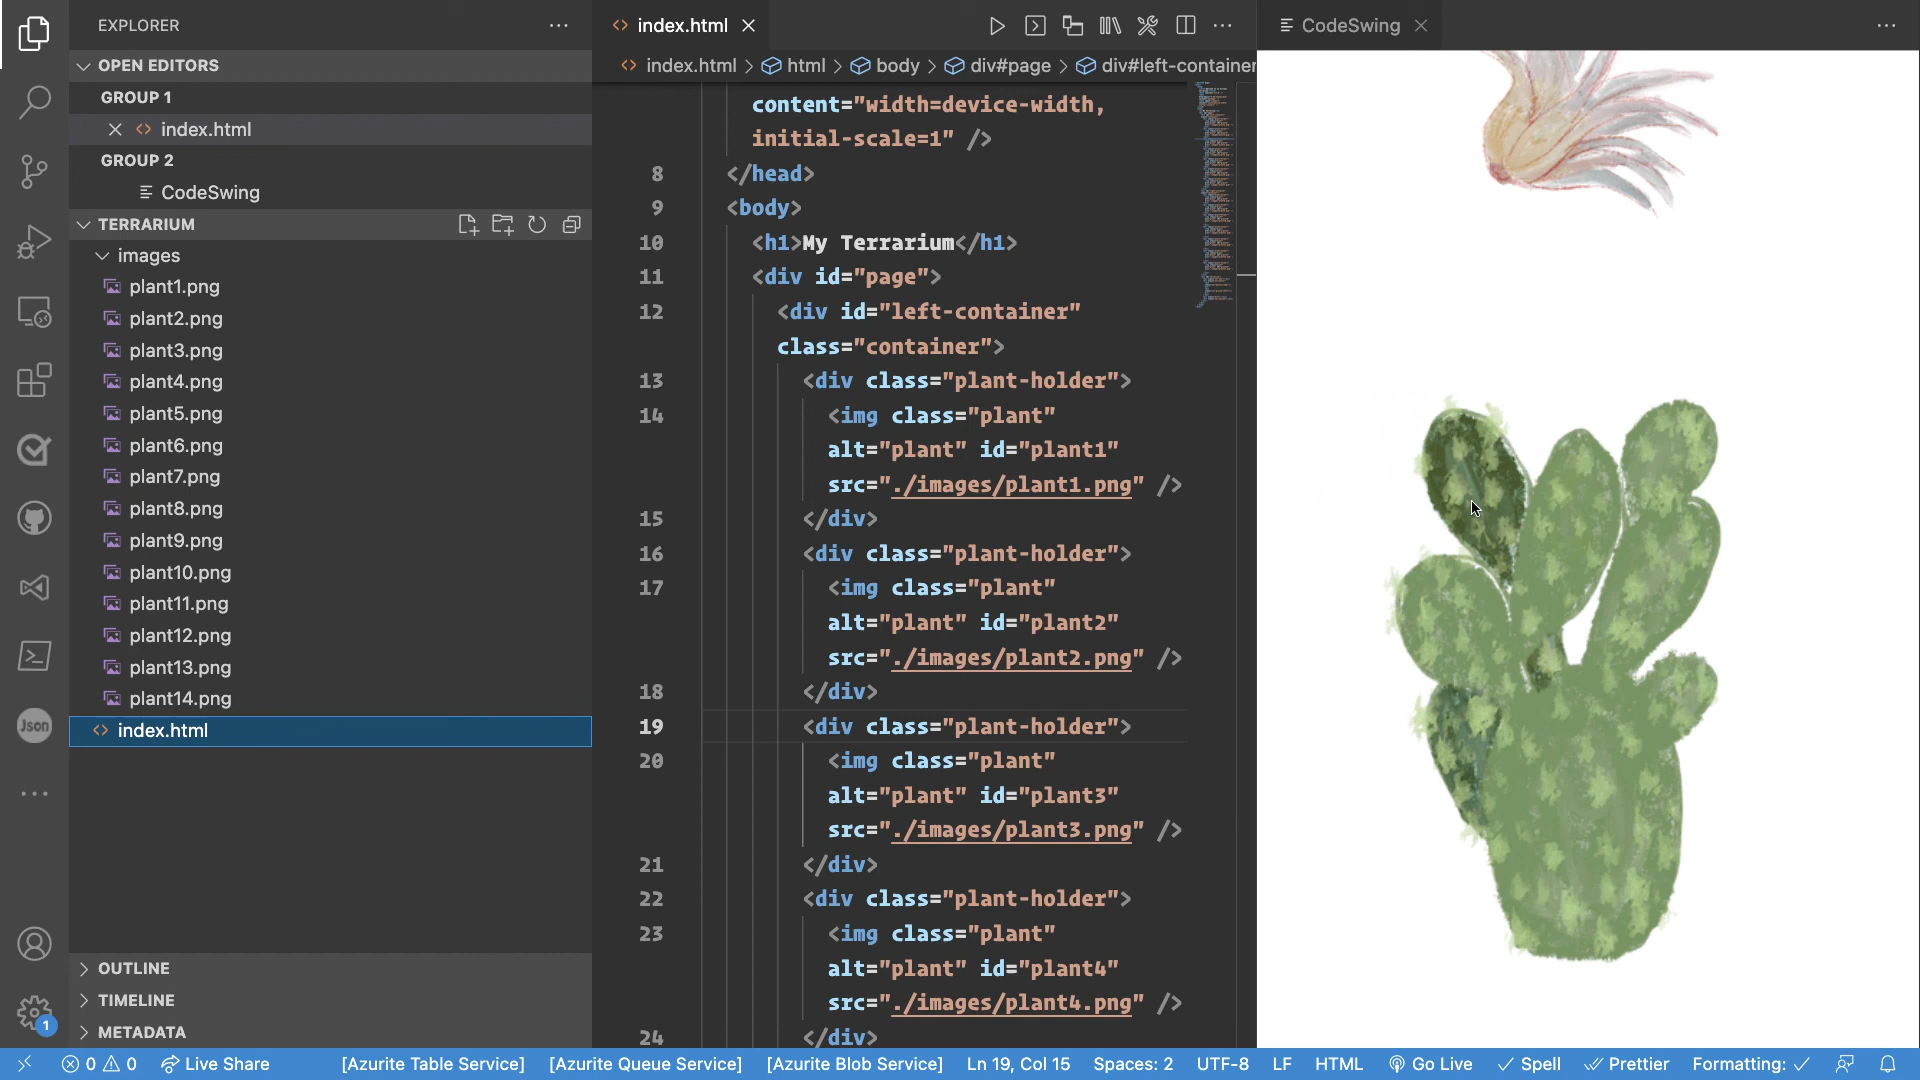 EXPLORER
OPEN EDITORS
GROUP 1
index.html
GROUP 2
CodeSwing
TERRARIUM
images
plant1.png
plant2.png
plant3.png
plant4.png
plant5.png
plant6.png
plant7.png
plant8.png
plant9.png
plant10.png
plant11.png
plant12.png
plant13.png
plant14.png
index.html
OUTLINE
TIMELINE
METADATA
Json
1
index.html
index.html > html > body > div#page > div#left-container
content="width=device-width,
initial-scale=1" />
8 </head>
9 <body>
10 <h1>My Terrarium</h1>
11 <div id="page">
12 <div id="left-container"
class="container">
13 <div class="plant-holder">
14 <img class="plant"
alt="plant" id="plant1"
src="./images/plant1.png" />
15 </div>
16 <div class="plant-holder">
17 <img class="plant"
alt="plant" id="plant2"
src="./images/plant2.png" />
18 </div>
19 <div class="plant-holder">
20 <img class="plant"
alt="plant" id="plant3"
src="./images/plant3.png" />
21 </div>
22 <div class="plant-holder">
23 <img class="plant"
alt="plant" id="plant4"
src="./images/plant4.png" />
24 </div>
CodeSwing
0 0 Live Share [Azurite Table Service] [Azurite Queue Service] [Azurite Blob Service] Ln 19, Col 15 Spaces: 2 UTF-8 LF HTML Go Live Spell Prettier Formatting: